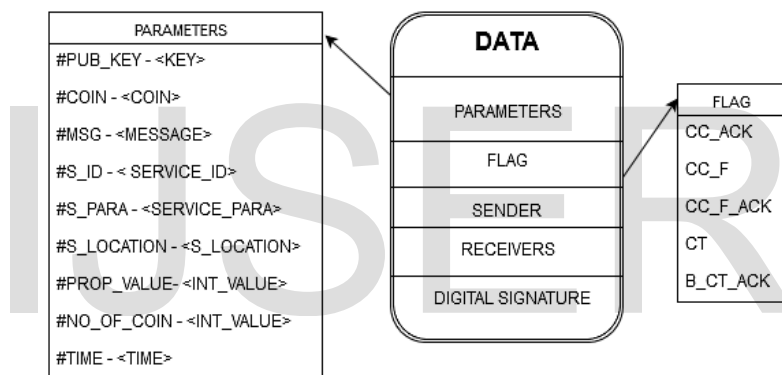 PARAMETERS
#PUB_KEY - <KEY>
#COIN - <COIN>
#MSG - <MESSAGE>
#S_ID - < SERVICE_ID>
#S_PARA - <SERVICE_PARA>
#S_LOCATION - <S_LOCATION>
#PROP_VALUE- <INT_VALUE>
#NO_OF_COIN - <INT_VALUE>
#TIME - <TIME>
DATA
PARAMETERS
FLAG
SENDER
RECEIVERS
DIGITAL SIGNATURE
FLAG
CC_ACK
CC_F
CC_F_ACK
CT
B_CT_ACK
IJSER